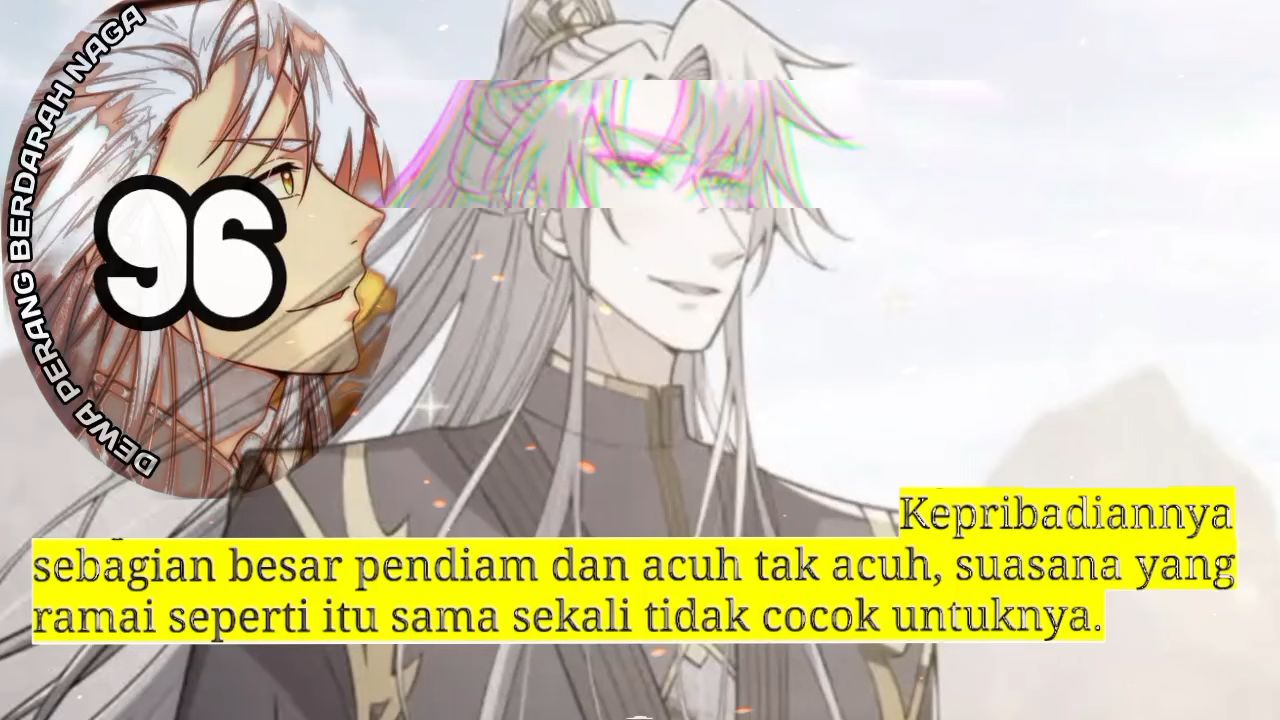 DEWA PERANG BERDARAH NAGA
96
Kepribadiannya
sebagian besar pendiam dan acuh tak acuh, suasana yang
ramai seperti itu sama sekali tidak cocok untuknya.